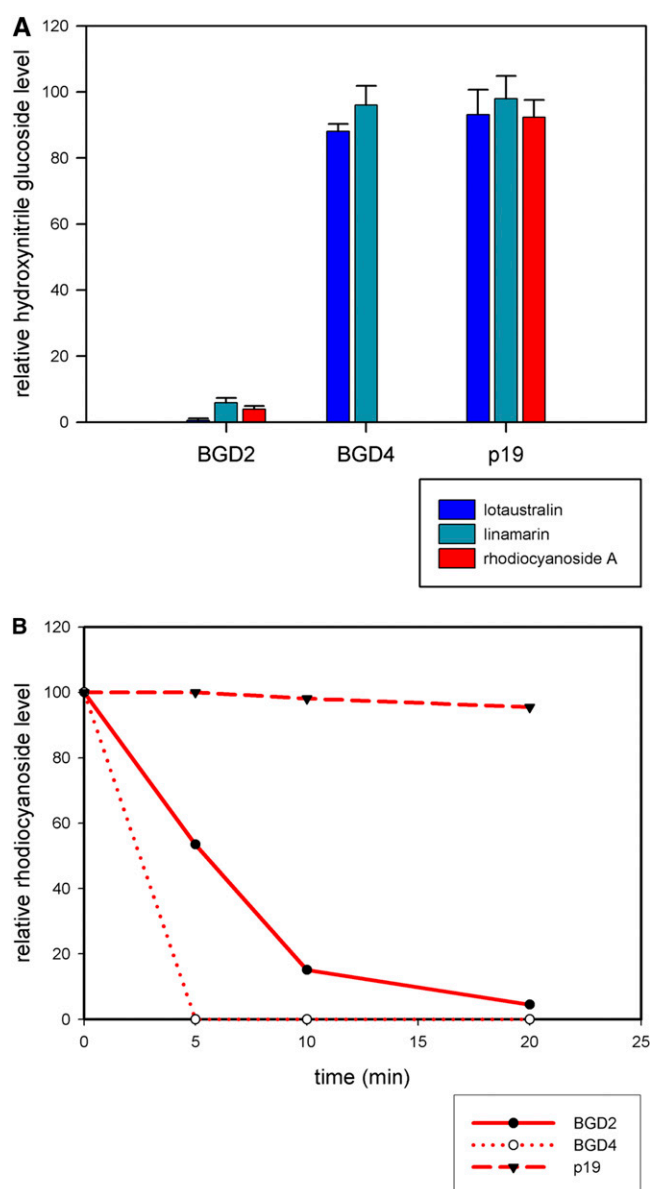 A
relative hydroxynitrile glucoside level
120
100
80
60
40
20
0
BGD2 BGD4 p19
lotaustralin
linamarin
rhodiocyanoside A
B
relative rhodiocyanoside level
120
100
80
60
40
20
0
0 5 10 15 20 25
time (min)
BGD2
BGD4
p19